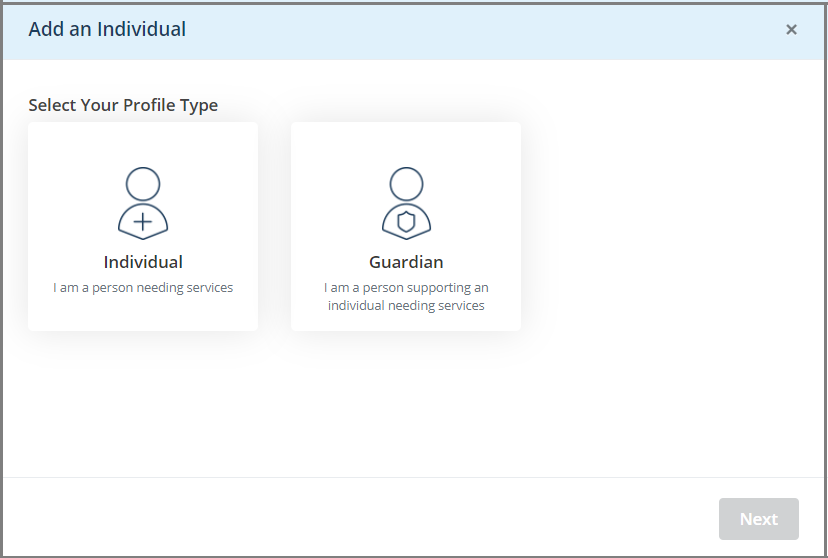 Add an Individual
×
Select Your Profile Type
Individual
I am a person needing services
Guardian
I am a person supporting an
individual needing services
Next